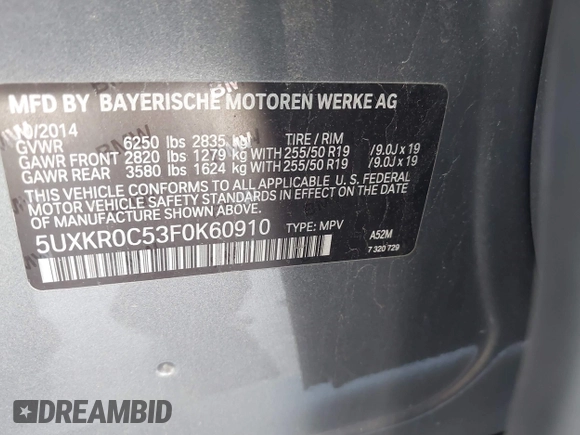 MFD BY BAYERISCHE MOTOREN WERKE AG
/2014
GVWR 6250 lbs 2835 kg TIRE / RIM
GAWR FRONT 2820 lbs 1279 kg WITH 255/50 R19 /9.0J x 19
GAWR REAR 3580 lbs 1624 kg WITH 255/50 R19 /9.0J x 19
THIS VEHICLE CONFORMS TO ALL APPLICABLE U.S. FEDERAL
MOTOR VEHICLE SAFETY STANDARDS IN EFFECT ON THE DATE
OF MANUFACTURE SHOWN ABOVE.
5UXKR0C53F0K60910 TYPE: MPV A52M
7 320 729
DREAMBID